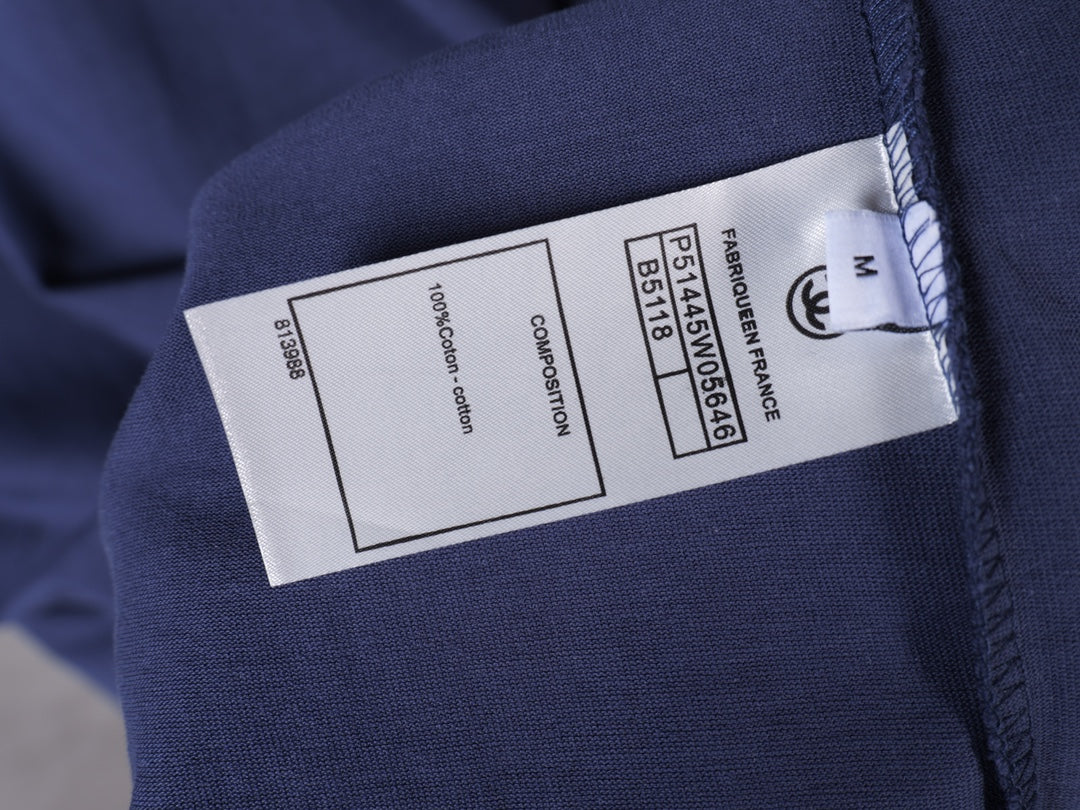 M
FABRIQUEEN FRANCE
P51445W05646
B5118
COMPOSITION
100%Coton - cotton
813988